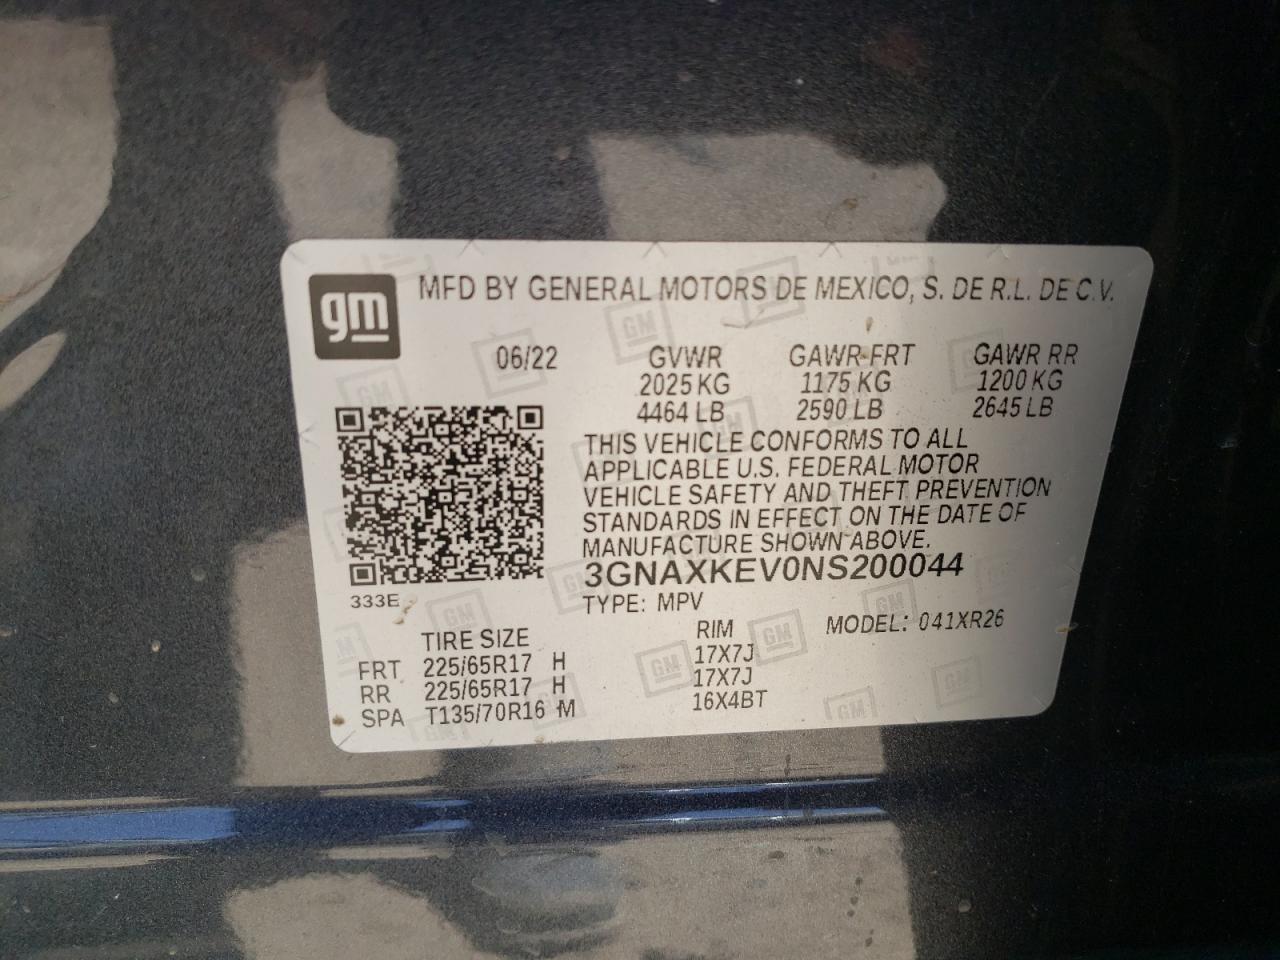 gm
MFD BY GENERAL MOTORS DE MEXICO, S. DE R.L. DE C.V.
06/22 GVWR GAWR FRT GAWR RR
2025 KG 1175 KG 1200 KG
4464 LB 2590 LB 2645 LB
THIS VEHICLE CONFORMS TO ALL
APPLICABLE U.S. FEDERAL MOTOR
VEHICLE SAFETY AND THEFT PREVENTION
STANDARDS IN EFFECT ON THE DATE OF
MANUFACTURE SHOWN ABOVE.
3GNAXKEV0NS200044
333E
TYPE: MPV
TIRE SIZE RIM MODEL: 041XR26
FRT 225/65R17 H 17X7J
RR 225/65R17 H 17X7J
SPA T135/70R16 M 16X4BT